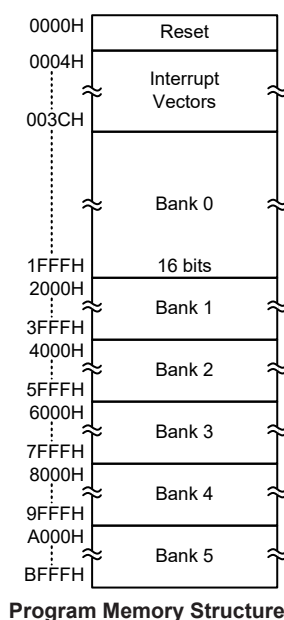 0000H
Reset
0004H
Interrupt
Vectors
003CH
Bank 0
1FFFH
16 bits
2000H
Bank 1
3FFFH
4000H
Bank 2
5FFFH
6000H
Bank 3
7FFFH
8000H
Bank 4
9FFFH
A000H
Bank 5
BFFFH
Program Memory Structure